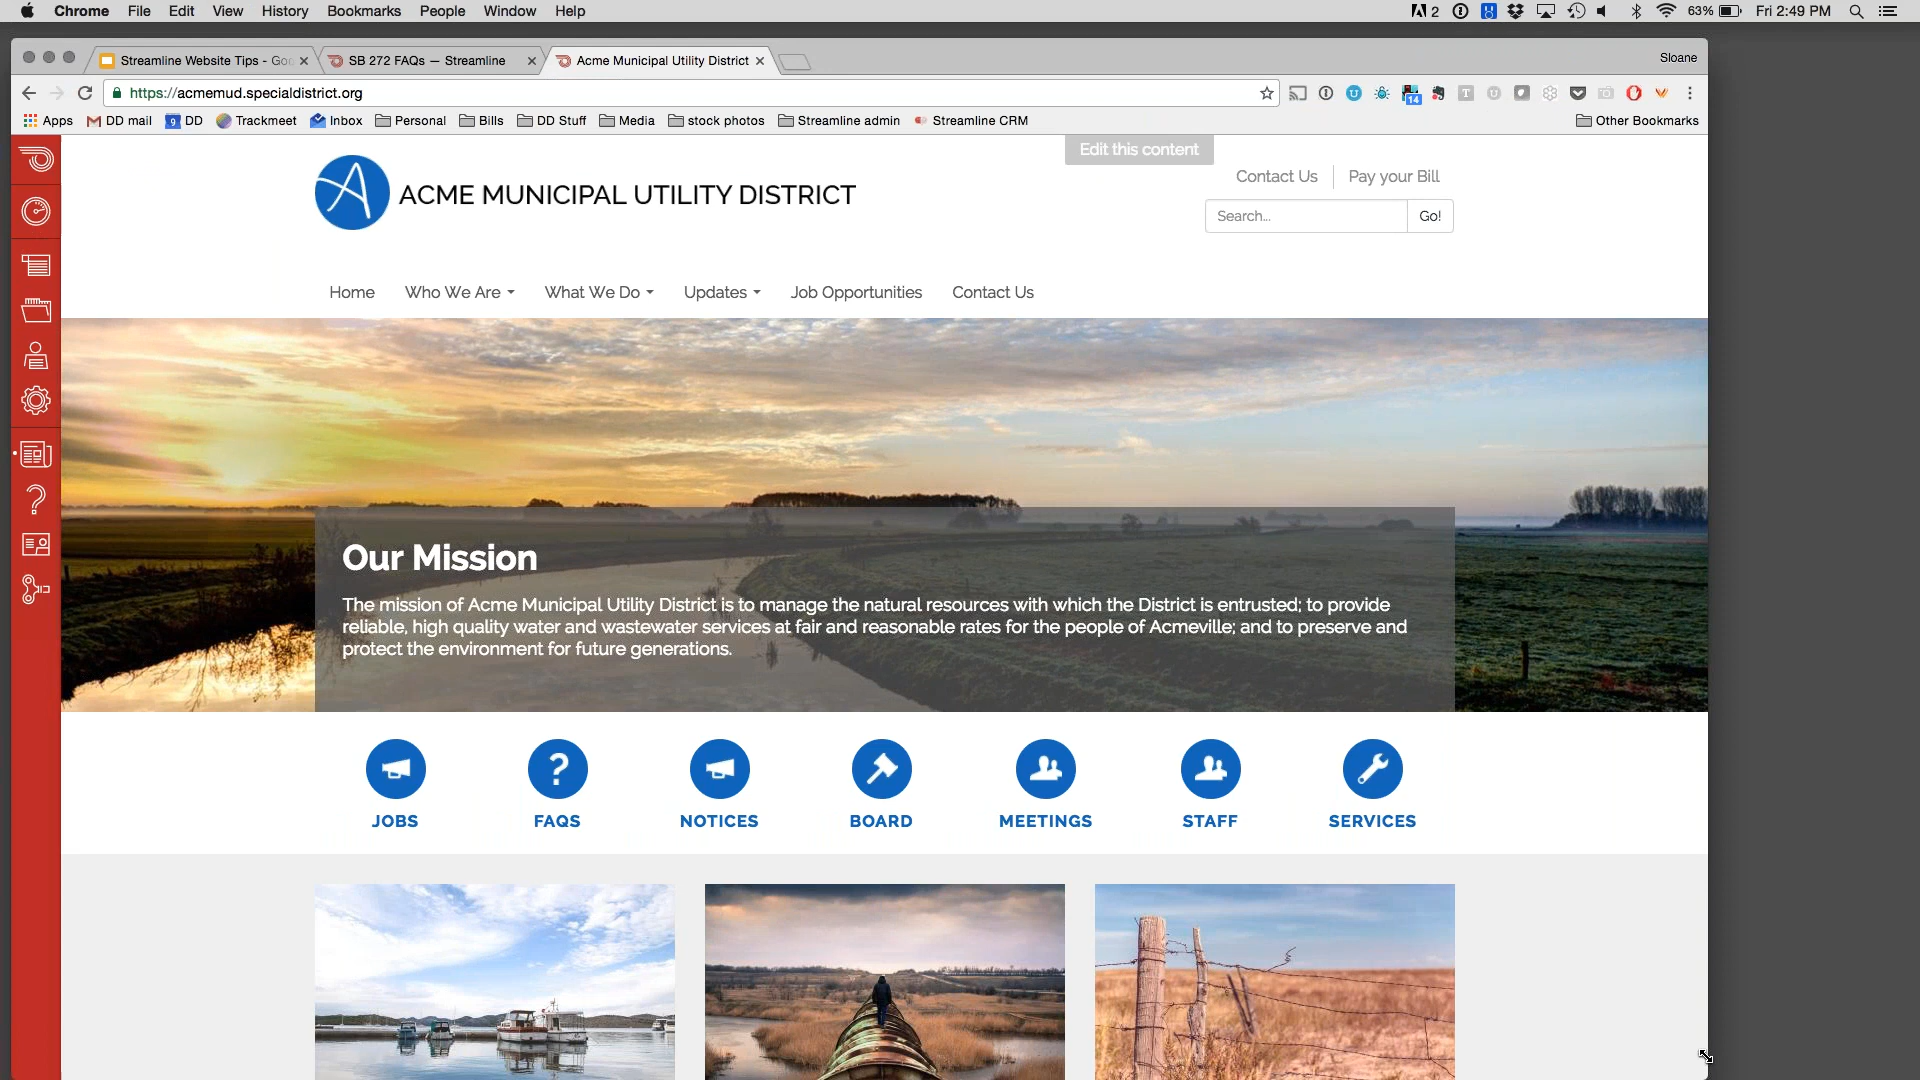 Chrome File Edit View History Bookmarks People Window Help 2 63% Fri 2:49 PM
Streamline Website Tips - Goo SB 272 FAQs — Streamline Acme Municipal Utility District Sloane
https://acmemud.specialdistrict.org 14
Apps DD mail 9 DD Trackmeet Inbox Personal Bills DD Stuff Media stock photos Streamline admin Streamline CRM Other Bookmarks
Edit this content
Contact Us Pay your Bill
ACME MUNICIPAL UTILITY DISTRICT
Search... Go!
Home Who We Are What We Do Updates Job Opportunities Contact Us
Our Mission
The mission of Acme Municipal Utility District is to manage the natural resources with which the District is entrusted; to provide
reliable, high quality water and wastewater services at fair and reasonable rates for the people of Acmeville; and to preserve and
protect the environment for future generations.
JOBS FAQS NOTICES BOARD MEETINGS STAFF SERVICES